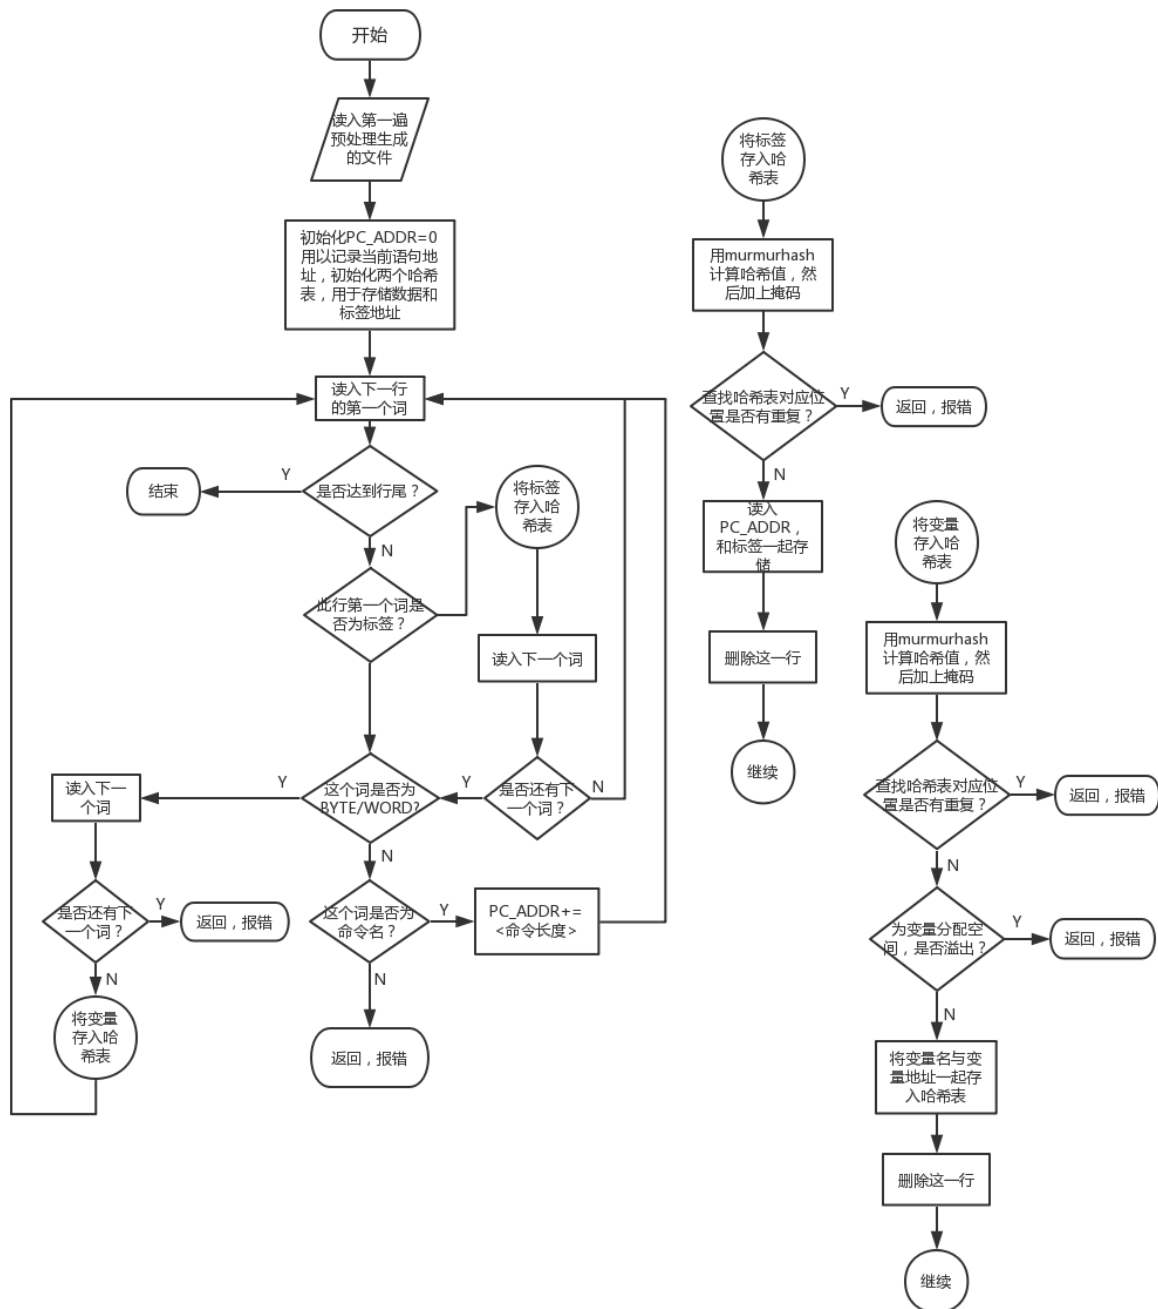 开始
读入第一遍
预处理生成
的文件
初始化PC_ADDR=0
用以记录当前语句地
址，初始化两个哈希
表，用于存储数据和
标签地址
读入下一行
的第一个词
是否达到行尾？
Y
结束
N
此行第一个词是
否为标签？
将标签
存入哈
希表
读入下一个词
是否还有下
一个词？
Y
N
这个词是否为
BYTE/WORD?
Y
N
读入下一
个词
是否还有下
一个词？
Y
返回，报错
N
将变量
存入哈
希表
这个词是否为
命令名？
Y
PC_ADDR+=
<命令长度>
N
返回，报错
将标签
存入哈
希表
用murmurhash
计算哈希值，然
后加上掩码
查找哈希表对应位
置是否有重复？
Y
返回，报错
N
读入
PC_ADDR，
和标签一起存
储
删除这一行
继续
将变量
存入哈
希表
用murmurhash
计算哈希值，然
后加上掩码
查找哈希表对应位
置是否有重复？
Y
返回，报错
N
为变量分配空
间，是否溢出？
Y
返回，报错
N
将变量名与变
量地址一起存
入哈希表
删除这一行
继续